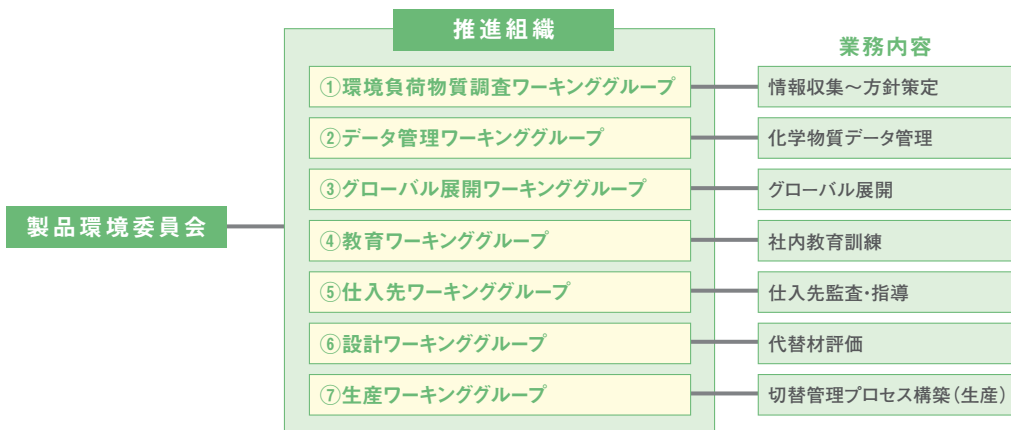 推進組織
業務内容
①環境負荷物質調査ワーキンググループ 情報収集～方針策定
②データ管理ワーキンググループ 化学物質データ管理
③グローバル展開ワーキンググループ グローバル展開
製品環境委員会
④教育ワーキンググループ 社内教育訓練
⑤仕入先ワーキンググループ 仕入先監査・指導
⑥設計ワーキンググループ 代替材評価
⑦生産ワーキンググループ 切替管理プロセス構築(生産)